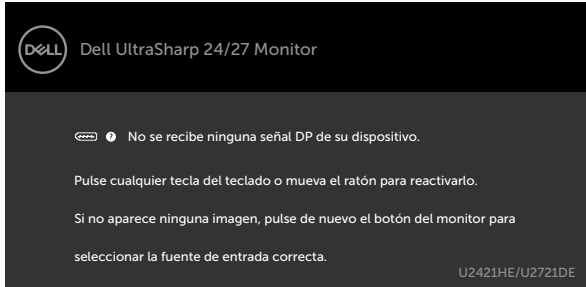 DELL
Dell UltraSharp 24/27 Monitor
No se recibe ninguna señal DP de su dispositivo.
Pulse cualquier tecla del teclado o mueva el ratón para reactivarlo.
Si no aparece ninguna imagen, pulse de nuevo el botón del monitor para
seleccionar la fuente de entrada correcta.
U2421HE/U2721DE